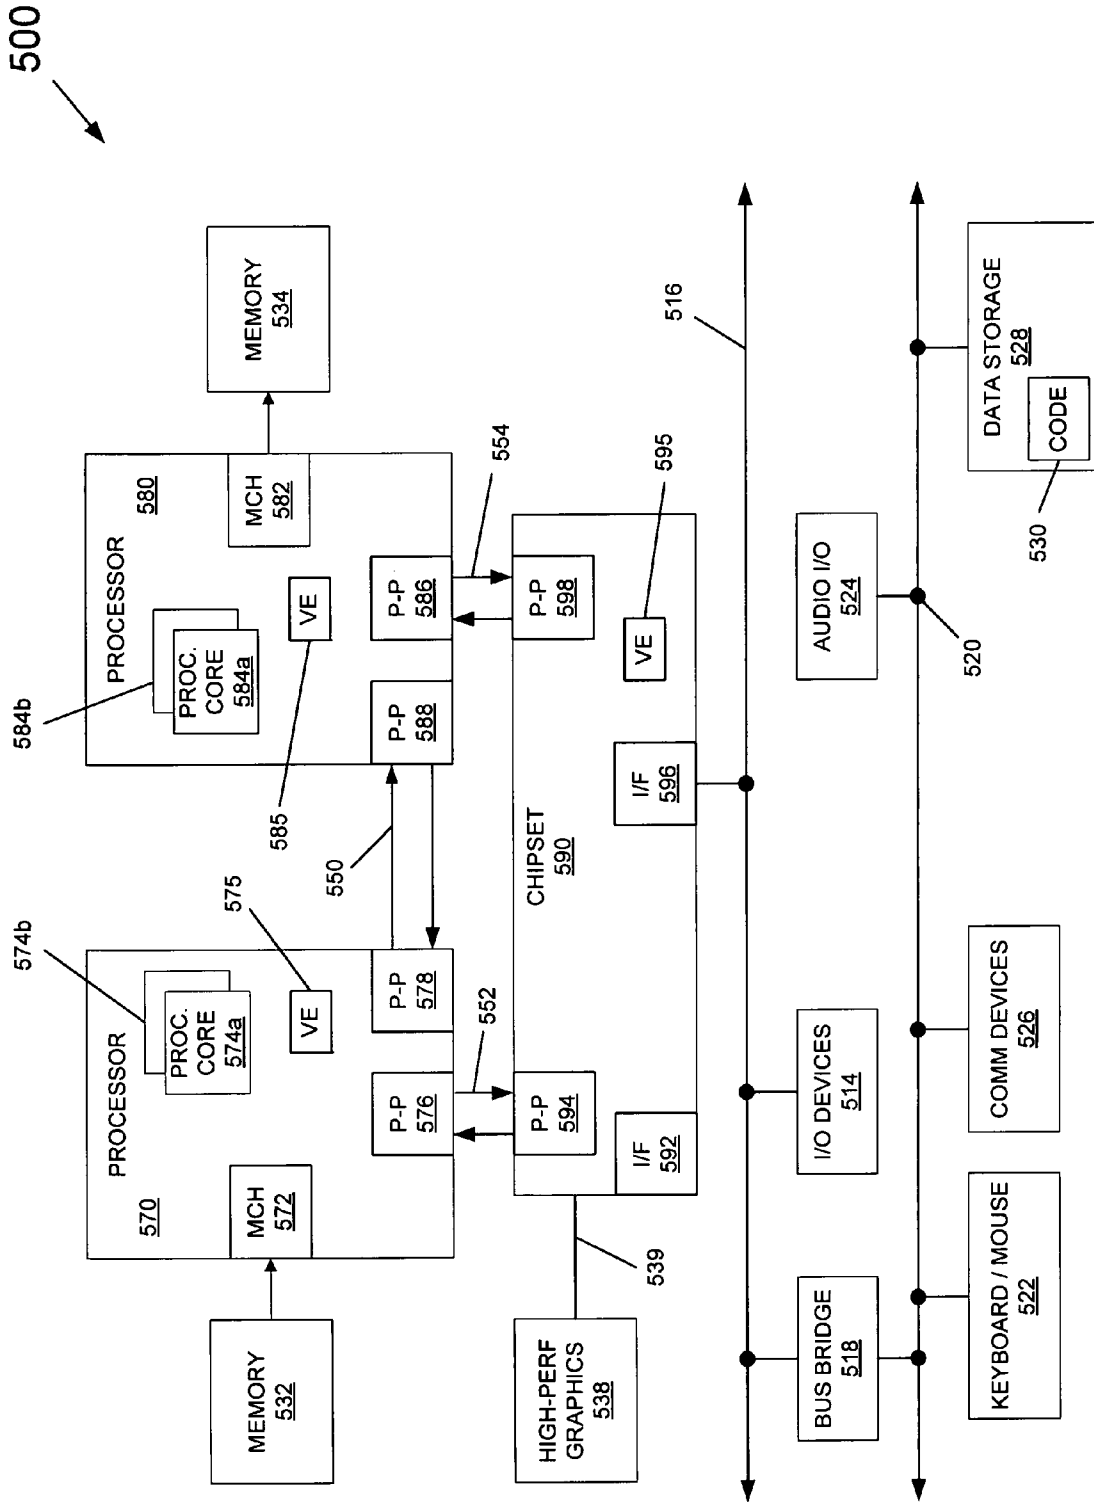 500
574b
584b
PROCESSOR
570
PROC.
CORE
574a
VE
575
MCH
572
P-P
576
P-P
578
MEMORY
532
PROCESSOR
580
PROC.
CORE
584a
VE
585
MCH
582
P-P
588
P-P
586
MEMORY
534
550
552
554
HIGH-PERF
GRAPHICS
538
539
P-P
594
P-P
598
CHIPSET
590
I/F
592
I/F
596
VE
595
516
BUS BRIDGE
518
I/O DEVICES
514
AUDIO I/O
524
520
KEYBOARD / MOUSE
522
COMM DEVICES
526
DATA STORAGE
528
CODE
530